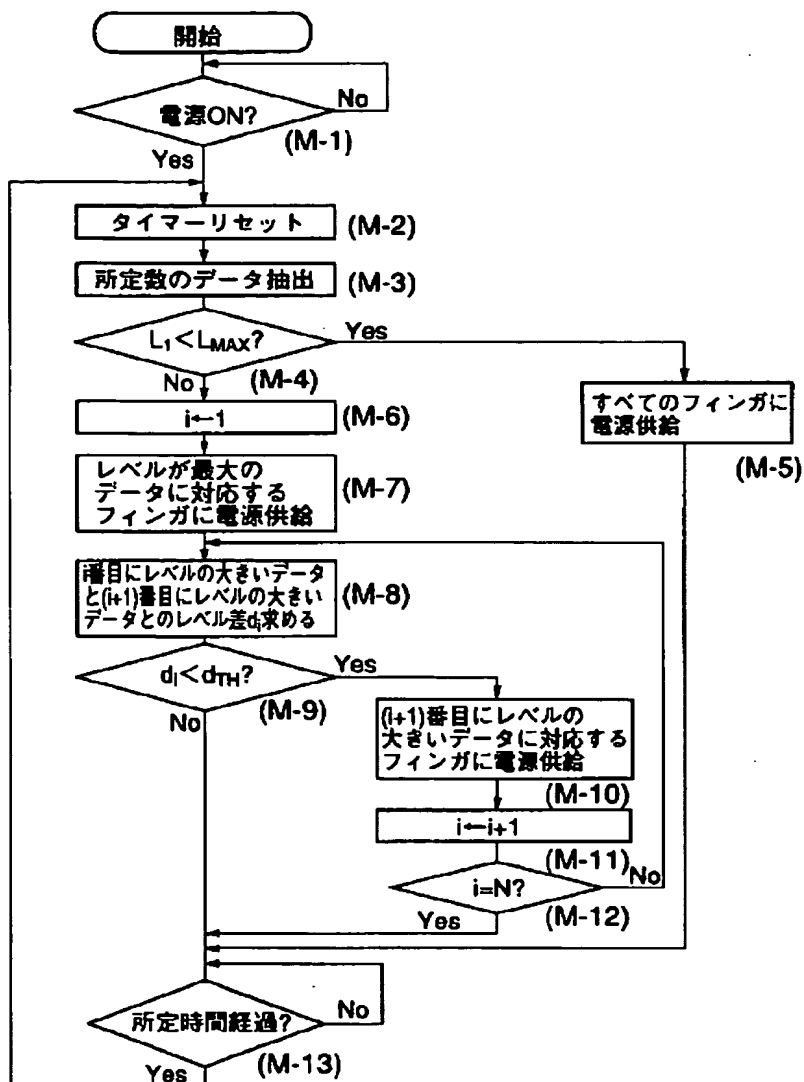 開始
電源ON?
No
(M-1)
Yes
タイマーリセット
(M-2)
所定数のデータ抽出
(M-3)
L1<LMAX?
Yes
No
(M-4)
i←1
(M-6)
すべてのフィンガに
電源供給
(M-5)
レベルが最大の
データに対応する
フィンガに電源供給
(M-7)
i番目にレベルの大きいデータ
と(i+1)番目にレベルの大きい
データとのレベル差di求める
(M-8)
di<dTH?
Yes
(M-9)
No
(i+1)番目にレベルの
大きいデータに対応する
フィンガに電源供給
(M-10)
i←i+1
(M-11)
No
i=N?
(M-12)
Yes
所定時間経過?
No
(M-13)
Yes